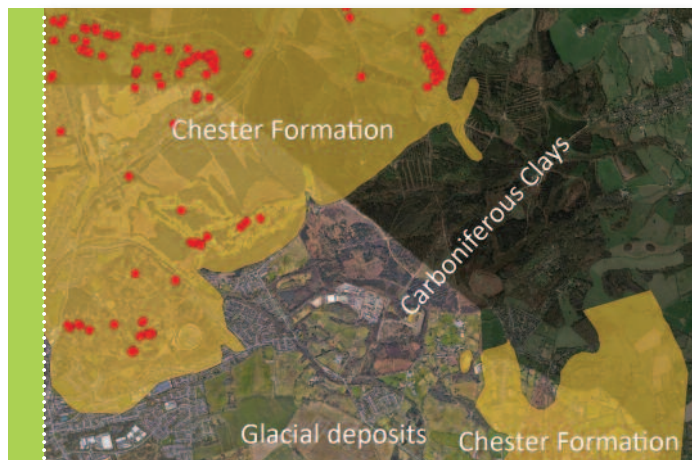 Chester Formation
Carboniferous Clays
Glacial deposits
Chester Formation